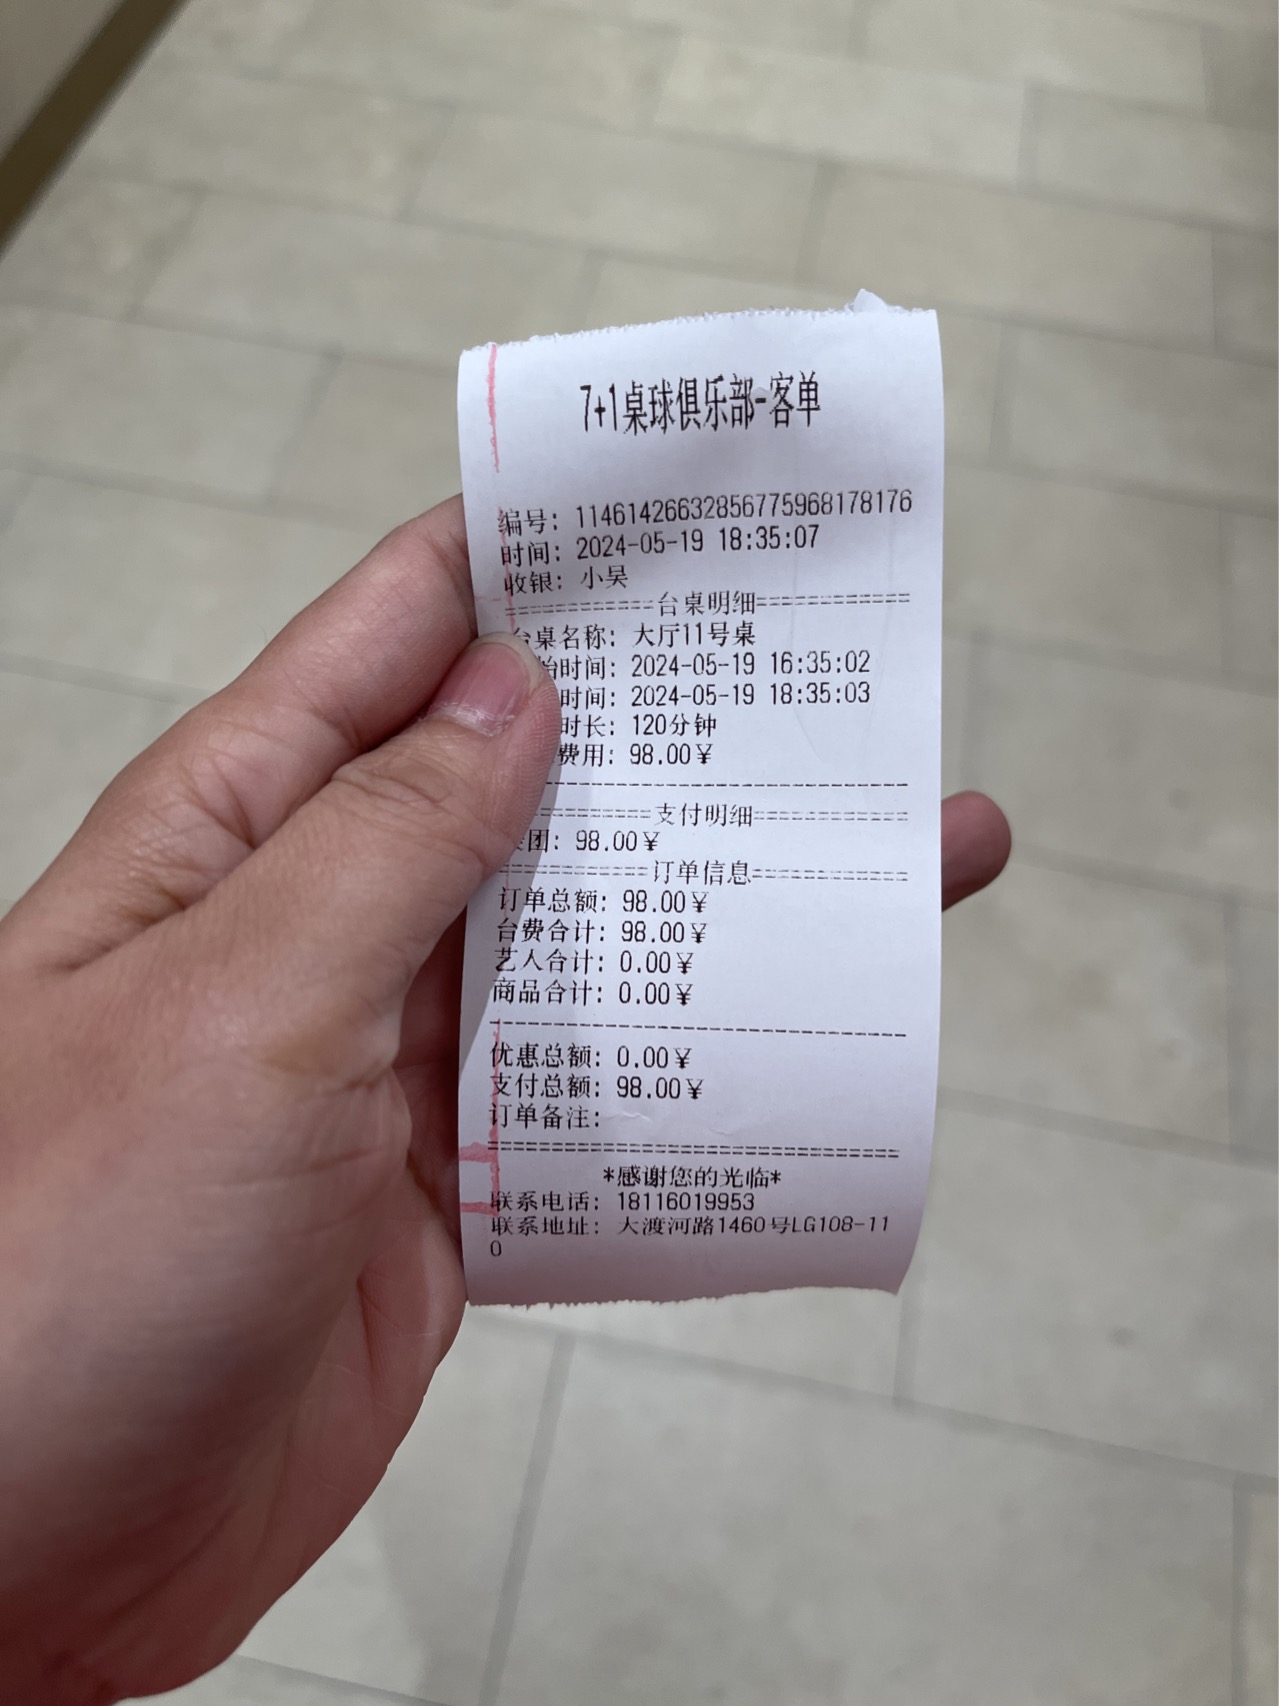 7+1桌球俱乐部-客单
编号: 1146142663285677596817​8176
时间: 2024-05-19 18:35:07
收银: 小昊
============台桌明细============
台桌名称: 大厅11号桌
始时间: 2024-05-19 16:35:02
时间: 2024-05-19 18:35:03
时长: 120分钟
费用: 98.00¥
============支付明细============
团: 98.00¥
============订单信息============
订单总额: 98.00¥
台费合计: 98.00¥
艺人合计: 0.00¥
商品合计: 0.00¥
优惠总额: 0.00¥
支付总额: 98.00¥
订单备注:
*感谢您的光临*
联系电话: 18116019953
联系地址: 大渡河路1460号LG108-11
0